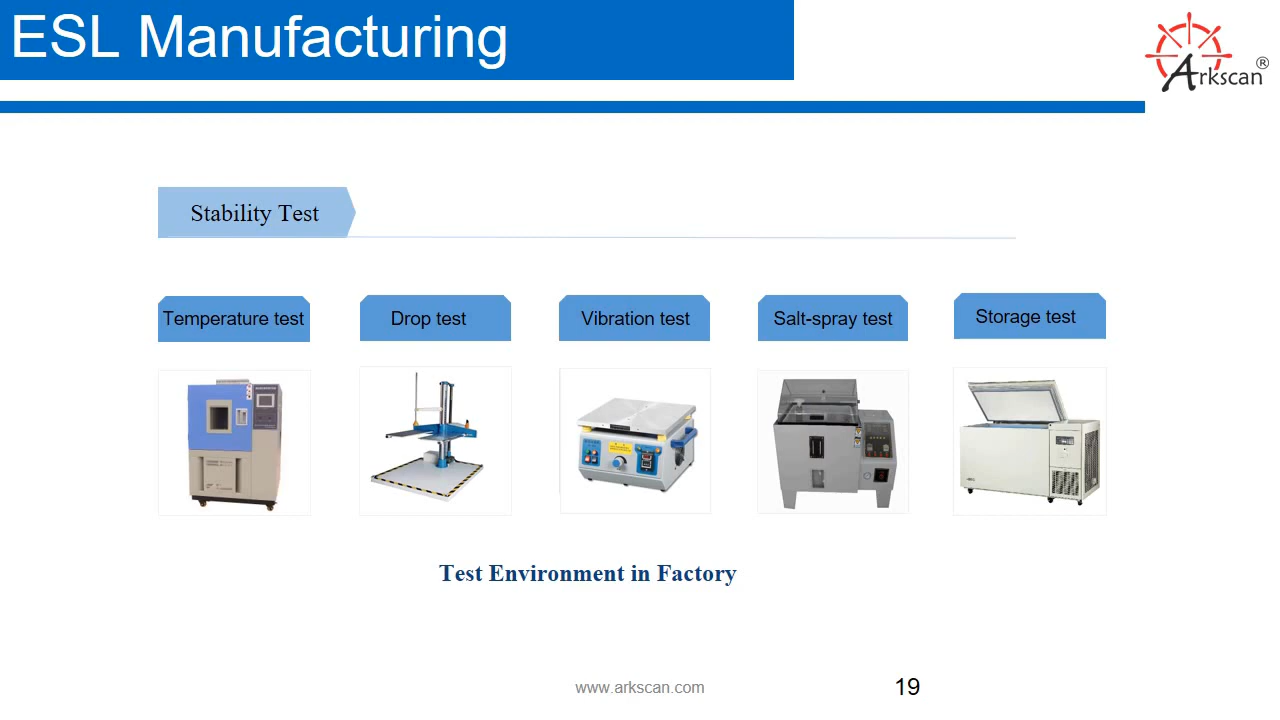 ESL Manufacturing
Arkscan®
Stability Test
Temperature test
Drop test
Vibration test
Salt-spray test
Storage test
Test Environment in Factory
www.arkscan.com
19